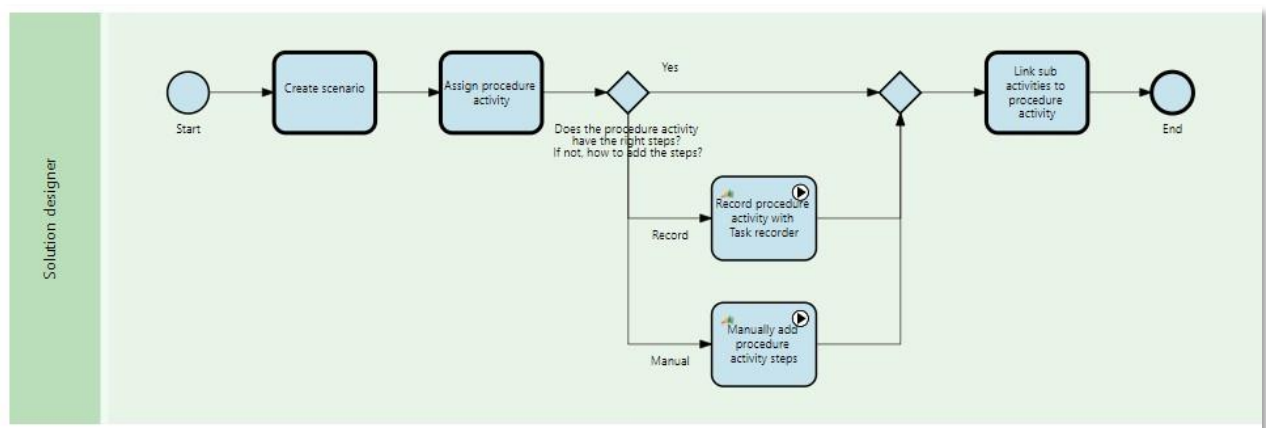 Solution designer
Start
Create scenario
Assign procedure
activity
Yes
Does the procedure activity
have the right steps?
If not, how to add the steps?
Record
Record procedure
activity with
Task recorder
Manual
Manually add
procedure
activity steps
Link sub
activities to
procedure
activity
End